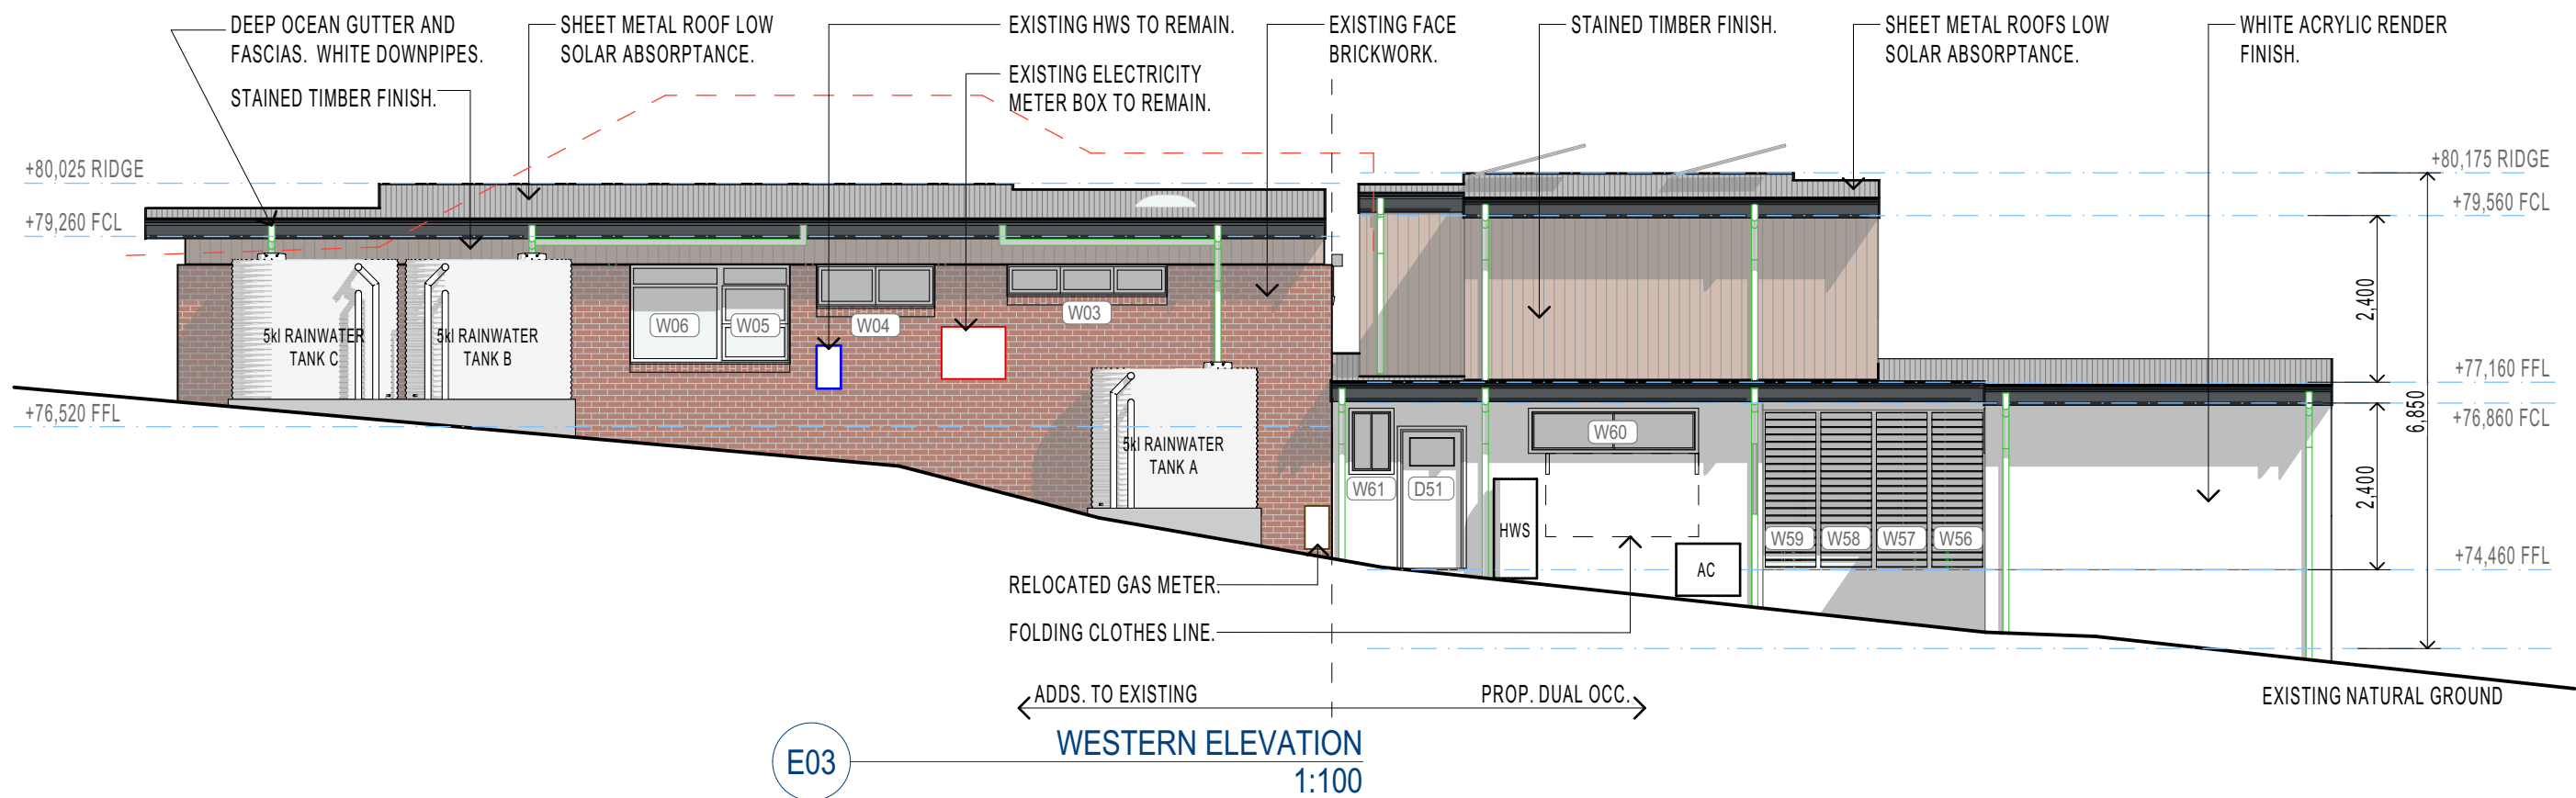 DEEP OCEAN GUTTER AND
FASCIAS. WHITE DOWNPIPES.
STAINED TIMBER FINISH.
SHEET METAL ROOF LOW
SOLAR ABSORPTANCE.
EXISTING HWS TO REMAIN.
EXISTING ELECTRICITY
METER BOX TO REMAIN.
EXISTING FACE
BRICKWORK.
STAINED TIMBER FINISH.
SHEET METAL ROOFS LOW
SOLAR ABSORPTANCE.
WHITE ACRYLIC RENDER
FINISH.
+80,025 RIDGE
+79,260 FCL
+76,520 FFL
+80,175 RIDGE
+79,560 FCL
+77,160 FFL
+76,860 FCL
+74,460 FFL
2,400
2,400
6,850
5kl RAINWATER
TANK C
5kl RAINWATER
TANK B
W06
W05
W04
W03
5kl RAINWATER
TANK A
W61
D51
W60
HWS
AC
W59
W58
W57
W56
RELOCATED GAS METER.
FOLDING CLOTHES LINE.
ADDS. TO EXISTING
PROP. DUAL OCC.
EXISTING NATURAL GROUND
E03
WESTERN ELEVATION
1:100